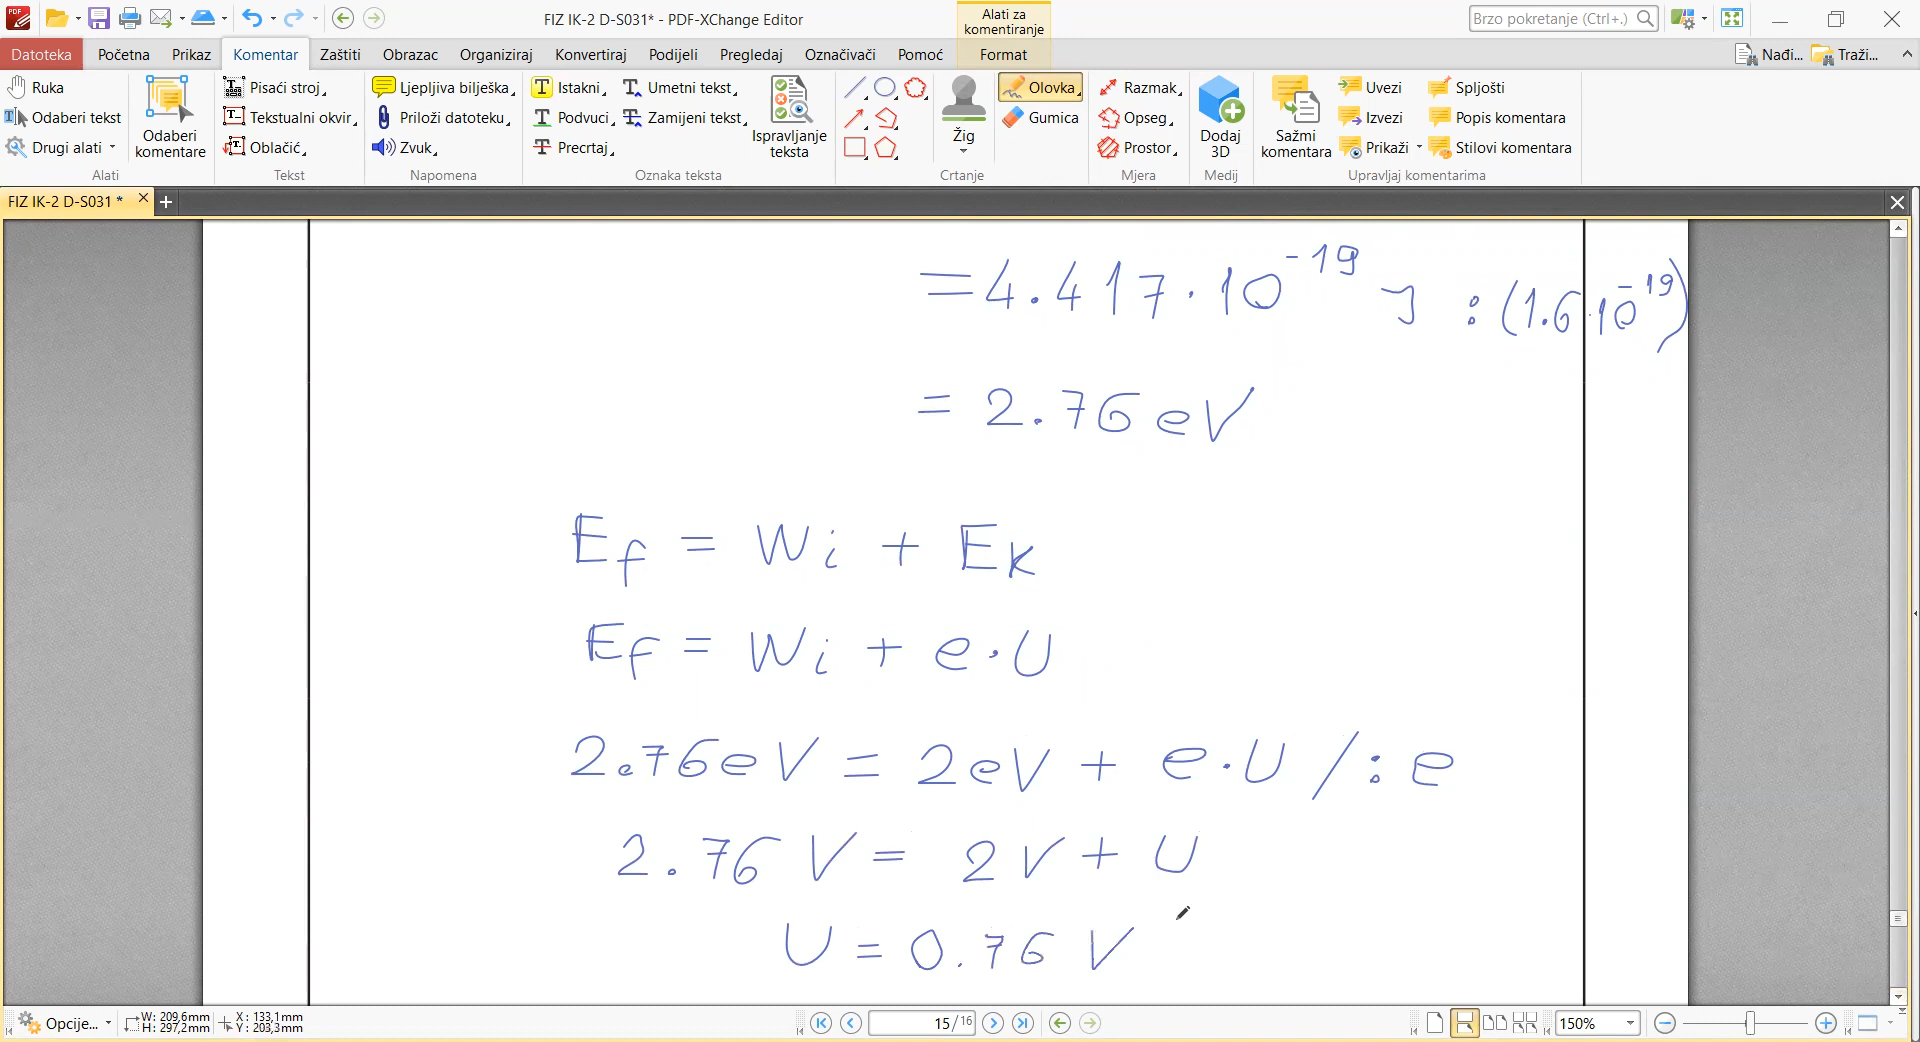 FIZ IK-2 D-S031* - PDF-XChange Editor
Alati za komentiranje
Brzo pokretanje (Ctrl+.)
Datoteka Početna Prikaz Komentar Zaštiti Obrazac Organiziraj Konvertiraj Podijeli Pregledaj Označivači Pomoć Format Nađi... Traži...
Ruka
Odaberi tekst
Drugi alati
Odaberi komentare
Alati
Pisaći stroj
Tekstualni okvir
Oblačić
Tekst
Ljepljiva bilješka
Priloži datoteku
Zvuk
Napomena
Istakni
Podvuci
Precrtaj
Umetni tekst
Zamijeni tekst
Ispravljanje teksta
Oznaka teksta
Žig
Crtanje
Olovka
Gumica
Razmak
Opseg
Prostor
Mjera
Dodaj 3D
Medij
Sažmi komentara
Uvezi
Izvezi
Prikaži
Spljošti
Popis komentara
Stilovi komentara
Upravljaj komentarima
FIZ IK-2 D-S031 *
= 4.417·10⁻¹⁹ J :(1.6·10⁻¹⁹)
= 2.76 eV
Ef = Wi + Ek
Ef = Wi + e·U
2.76eV = 2eV + e·U /:e
2.76 V = 2V + U
U = 0.76 V
Opcije...
W: 209,6mm
H: 297,2mm
X: 133,1mm
Y: 203,3mm
15/16
150%